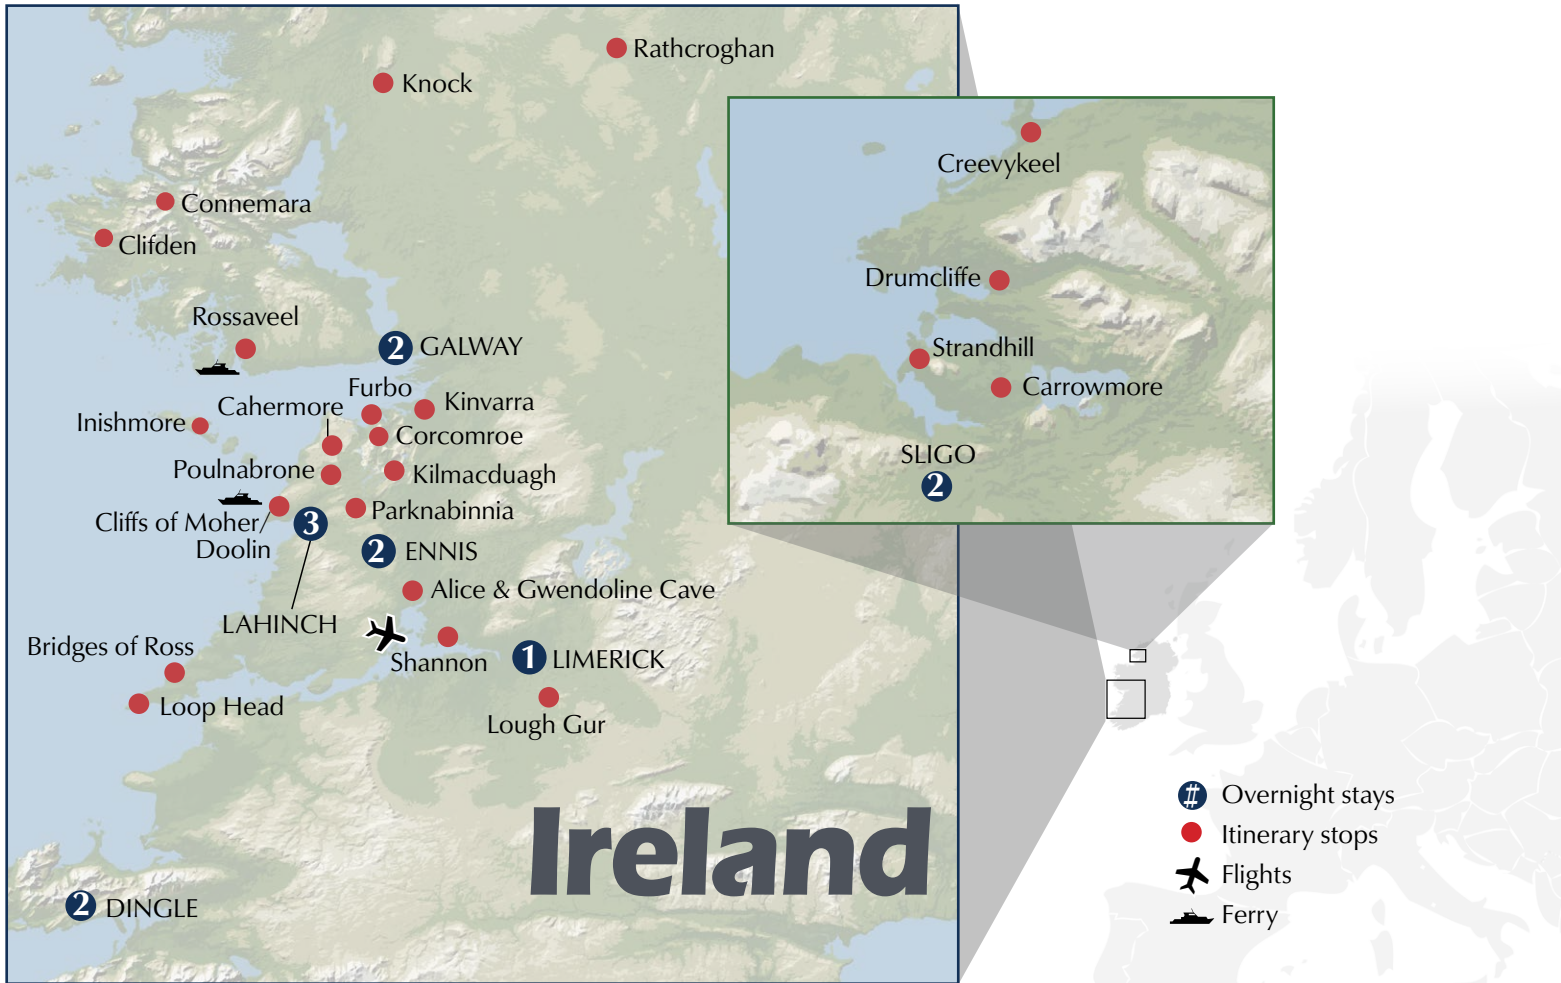 Rathcroghan
Knock
Creevykeel
Connemara
Clifden
Drumcliffe
Rossaveel
2 GALWAY
Strandhill
Carrowmore
Furbo
Cahermore
Kinvarra
Inishmore
Corcomroe
Poulnabrone
Kilmacduagh
SLIGO
2
Cliffs of Moher/
Doolin
3
LAHINCH
Parknabinnia
2 ENNIS
Alice & Gwendoline Cave
Bridges of Ross
Shannon
1 LIMERICK
Loop Head
Lough Gur
Ireland
2 DINGLE
# Overnight stays
Itinerary stops
Flights
Ferry